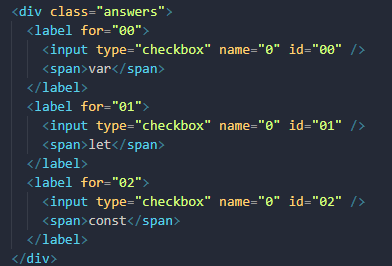 <div class="answers">
  <label for="00">
    <input type="checkbox" name="0" id="00" />
    <span>var</span>
  </label>
  <label for="01">
    <input type="checkbox" name="0" id="01" />
    <span>let</span>
  </label>
  <label for="02">
    <input type="checkbox" name="0" id="02" />
    <span>const</span>
  </label>
</div>